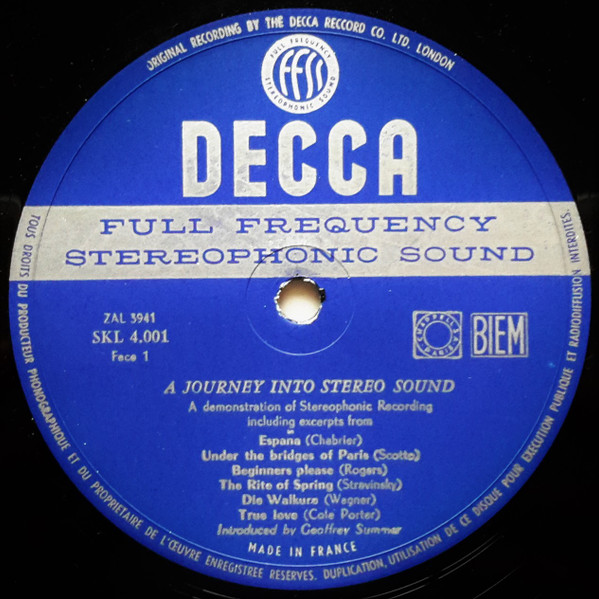 ORIGINAL RECORDING BY THE DECCA RECCORD CO. LTD. LONDON
FULL FREQUENCY
FFSS
STEREOPHONIC SOUND
DECCA
FULL FREQUENCY
STEREOPHONIC SOUND
ZAL 3941
SKL 4.001
Face 1
CHAPPELL
PARIS
BIEM
A JOURNEY INTO STEREO SOUND
A demonstration of Stereophonic Recording
including excerpts from
Espana (Chabrier)
Under the bridges of Paris (Scotto)
Beginners please (Rogers)
The Rite of Spring (Stravinsky)
Die Walkure (Wagner)
True love (Cole Porter)
Introduced by Geoffrey Summer
MADE IN FRANCE
TOUS DROITS DU PRODUCTEUR PHONOGRAPHIQUE ET DU PROPRIETAIRE DE L'ŒUVRE ENREGISTREE RESERVES. DUPLICATION, UTILISATION DE CE DISQUE POUR EXECUTION PUBLIQUE ET RADIODIFFUSION INTERDITES.